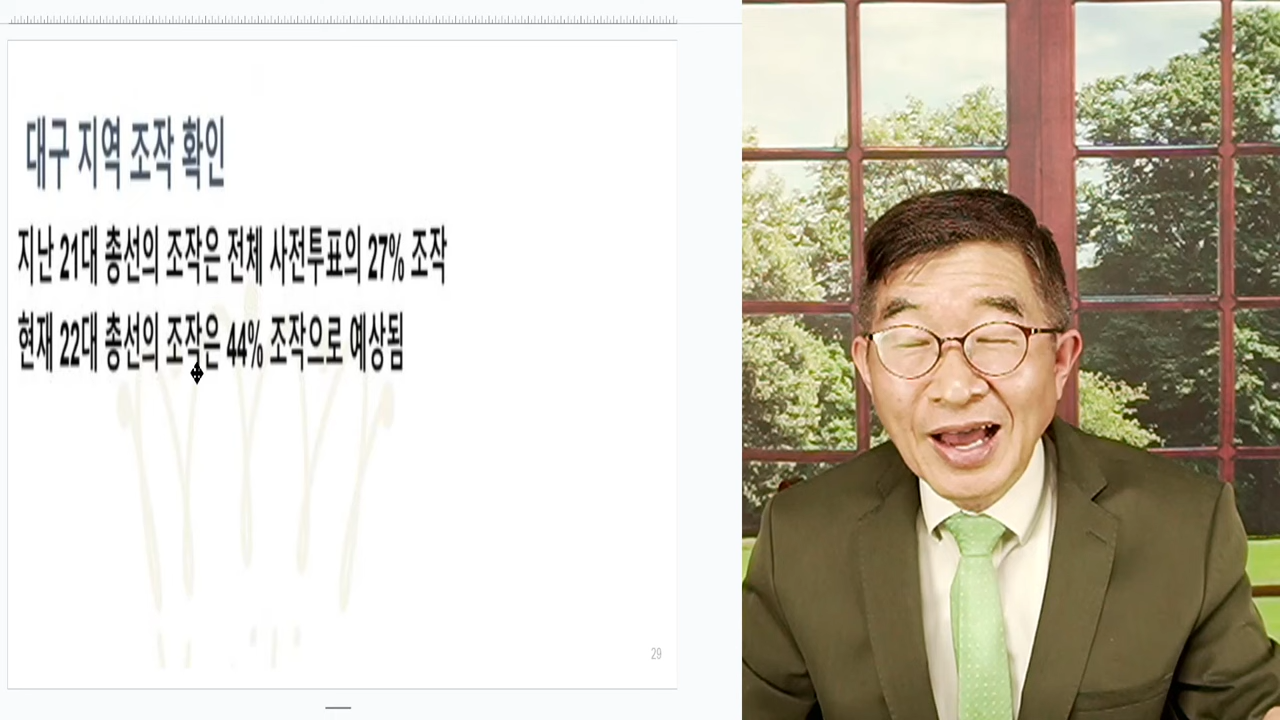 대구 지역 조작 확인
지난 21대 총선의 조작은 전체 사전투표의 27% 조작
현재 22대 총선의 조작은 44% 조작으로 예상됨
29